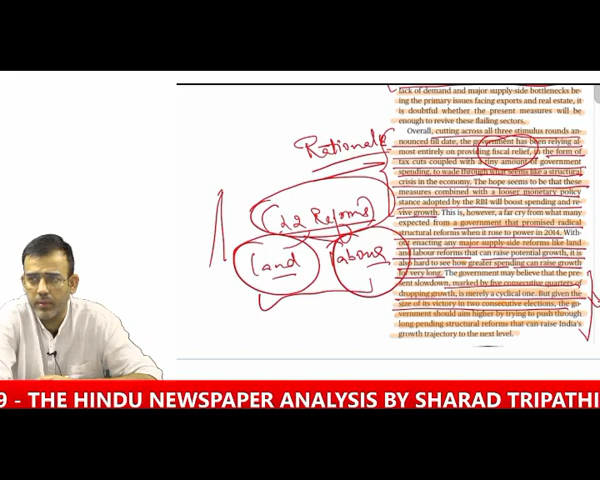 Rationale
(22 Reforms)
Land
labour
lack of demand and major supply-side bottlenecks be-
ing the primary issues facing exports and real estate, it
is doubtful whether the present measures will be
enough to revive these flailing sectors.
Overall, cutting across all three stimulus rounds an-
nounced till date, the government has been relying al-
most entirely on providing fiscal relief, in the form of
tax cuts coupled with a tiny amount of government
spending, to wade through what seems like a structural
crisis in the economy. The hope seems to be that these
measures combined with a looser monetary policy
stance adopted by the RBI will boost spending and re-
vive growth. This is, however, a far cry from what many
expected from a government that promised radical
structural reforms when it rose to power in 2014. With-
out enacting any major supply-side reforms like land
and labour reforms that can raise potential growth, it is
also hard to see how greater spending can raise growth
for very long. The government may believe that the pre-
sent slowdown, marked by five consecutive quarters of
dropping growth, is merely a cyclical one. But given the
size of its victory in two consecutive elections, the go-
vernment should aim higher by trying to push through
long-pending structural reforms that can raise India's
growth trajectory to the next level.
9 - THE HINDU NEWSPAPER ANALYSIS BY SHARAD TRIPATHI